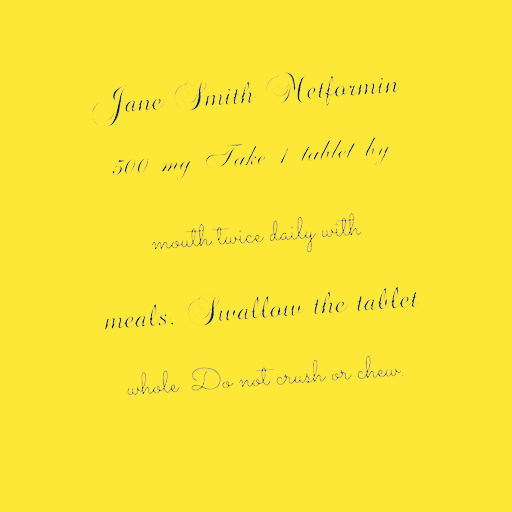 Jane Smith Metformin
500 mg Take 1 tablet by
mouth twice daily with
meals. Swallow the tablet
whole. Do not crush or chew.